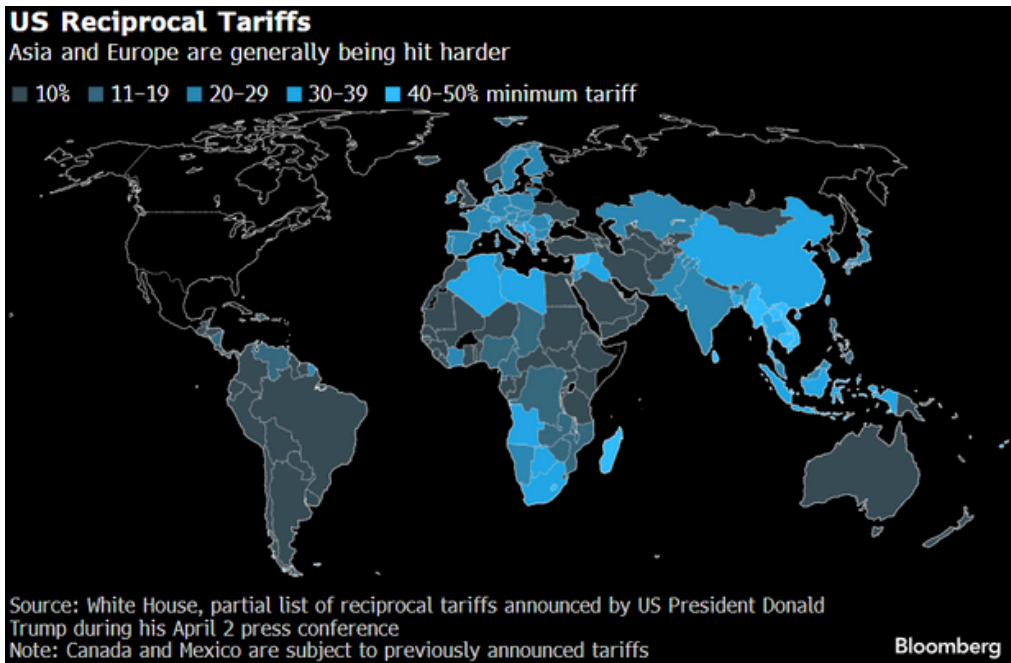 US Reciprocal Tariffs
Asia and Europe are generally being hit harder
10% 11–19 20–29 30–39 40–50% minimum tariff
Source: White House, partial list of reciprocal tariffs announced by US President Donald
Trump during his April 2 press conference
Note: Canada and Mexico are subject to previously announced tariffs
Bloomberg